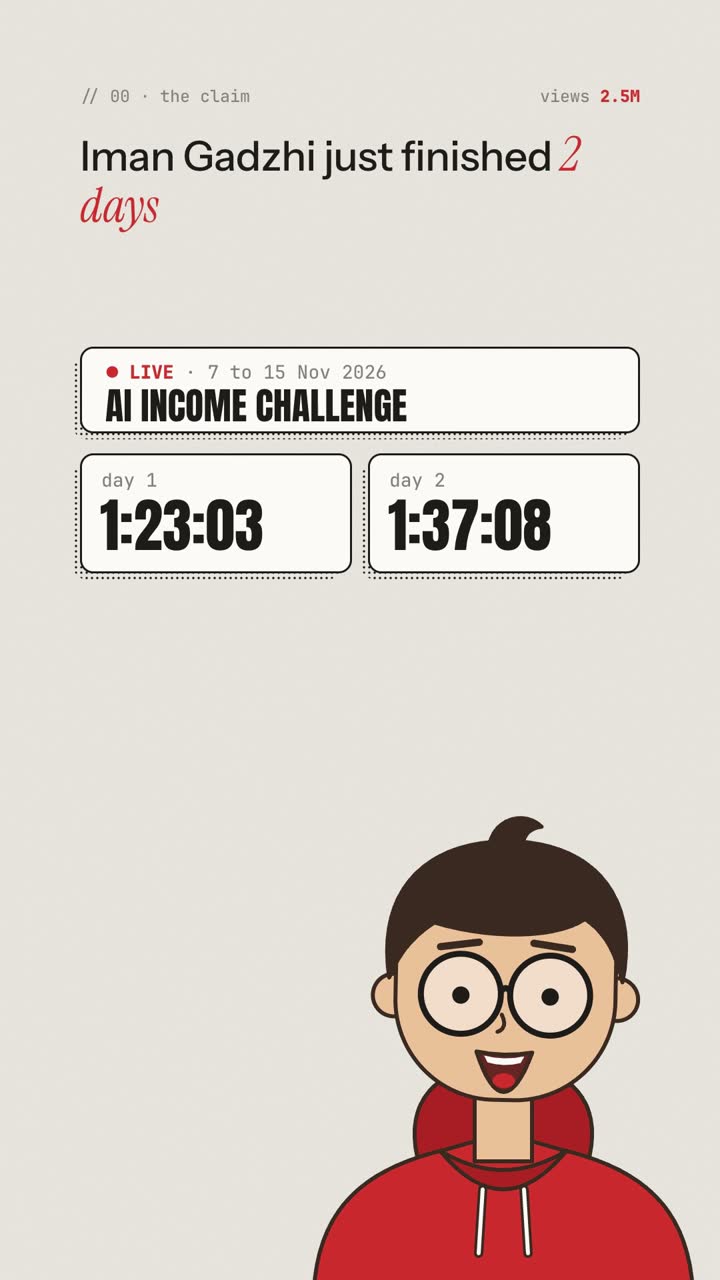 // 00 · the claim
views 2.5M
Iman Gadzhi just finished 2
days
LIVE · 7 to 15 Nov 2026
AI INCOME CHALLENGE
day 1
1:23:03
day 2
1:37:08